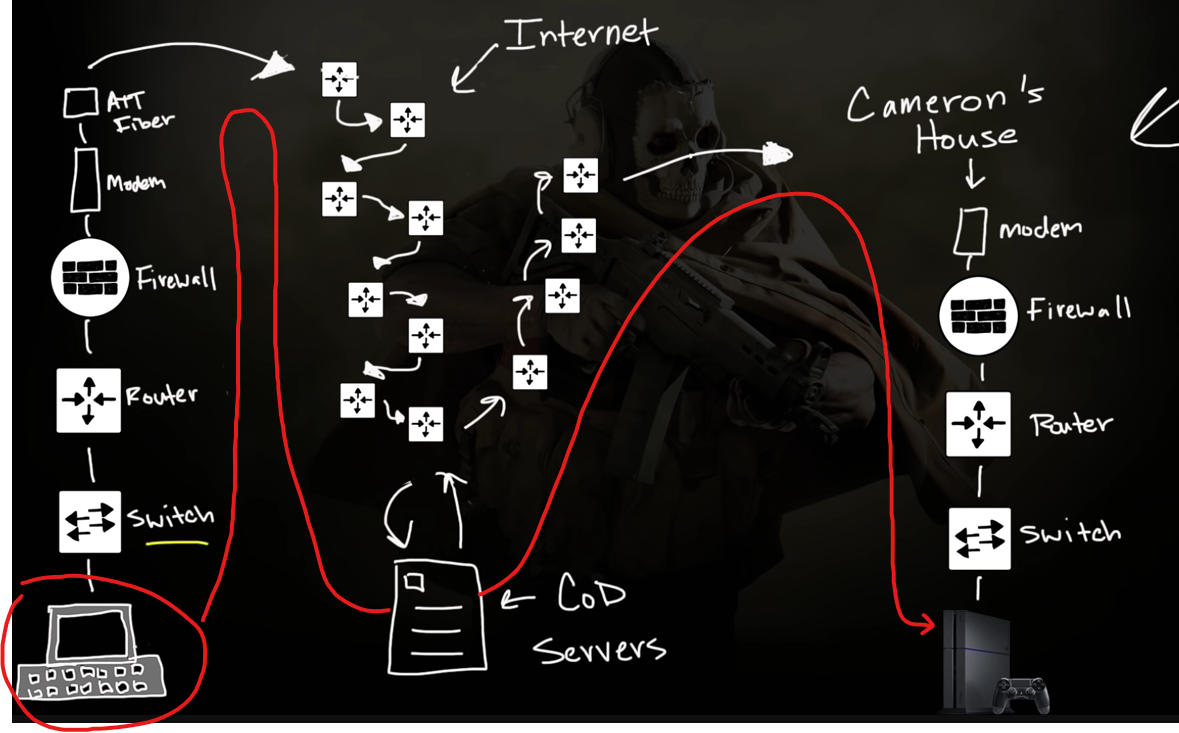 Internet
AtT
Fiber
Modem
Firewall
Router
Switch
CoD
Servers
Cameron's
House
Modem
Firewall
Router
Switch